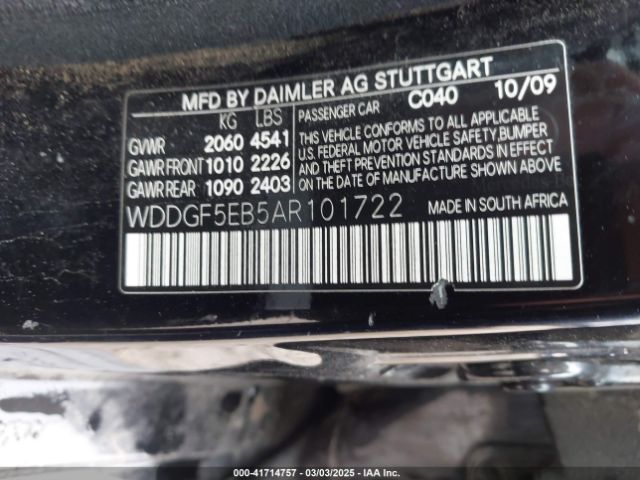 MFD BY DAIMLER AG STUTTGART
KG LBS
GVWR 2060 4541
GAWR FRONT 1010 2226
GAWR REAR 1090 2403
PASSENGER CAR C040 10/09
THIS VEHICLE CONFORMS TO ALL APPLICABLE
U.S. FEDERAL MOTOR VEHICLE SAFETY, BUMPER
AND THEFT PREVENTION STANDARDS IN EFFECT
ON THE DATE OF MANUFACTURE SHOWN ABOVE
WDDGF5EB5AR101722 MADE IN SOUTH AFRICA
000-41714757 | 03/03/2025 | IAA Inc.